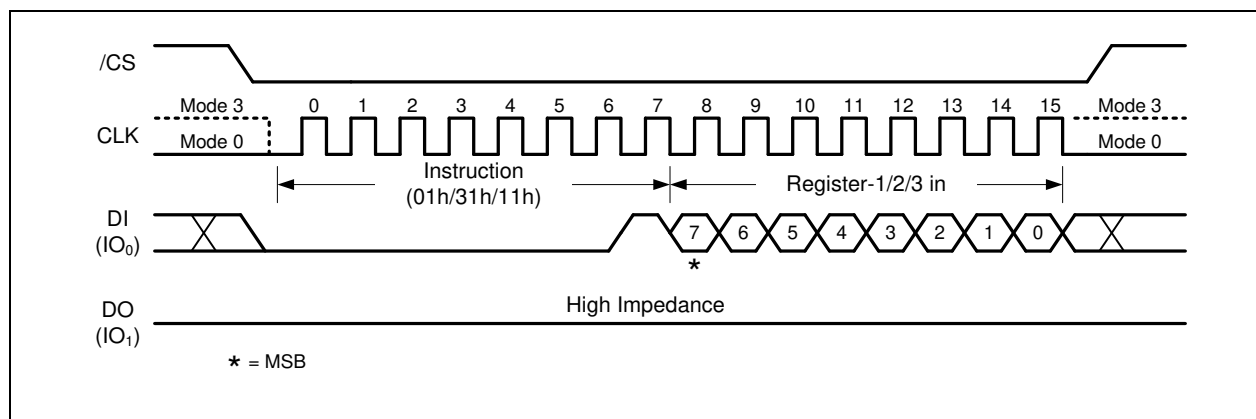 /CS
Mode 3 0 1 2 3 4 5 6 7 8 9 10 11 12 13 14 15 Mode 3
CLK
Mode 0 Mode 0
Instruction
(01h/31h/11h)
Register-1/2/3 in
DI
(IO₀)
7 6 5 4 3 2 1 0
*
High Impedance
DO
(IO₁)
* = MSB